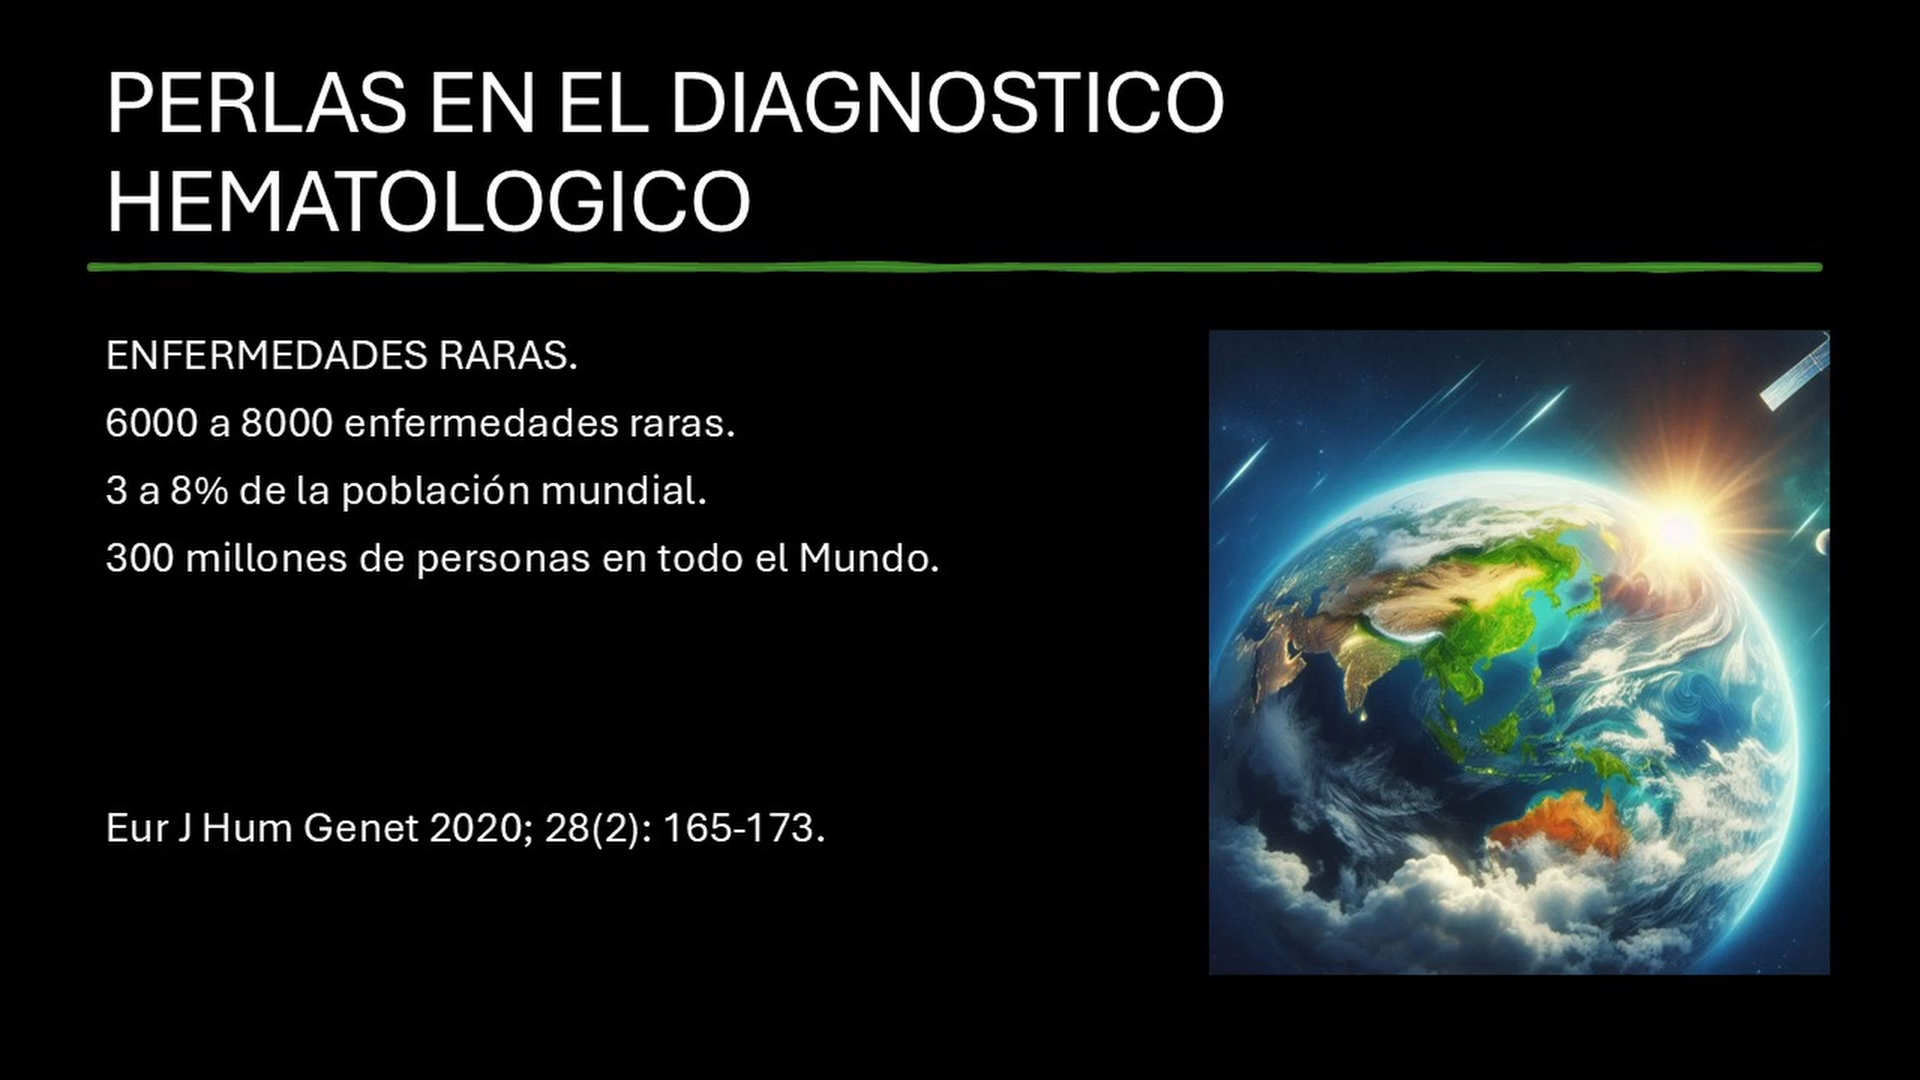 PERLAS EN EL DIAGNOSTICO
HEMATOLOGICO
ENFERMEDADES RARAS.
6000 a 8000 enfermedades raras.
3 a 8% de la población mundial.
300 millones de personas en todo el Mundo.
Eur J Hum Genet 2020; 28(2): 165-173.